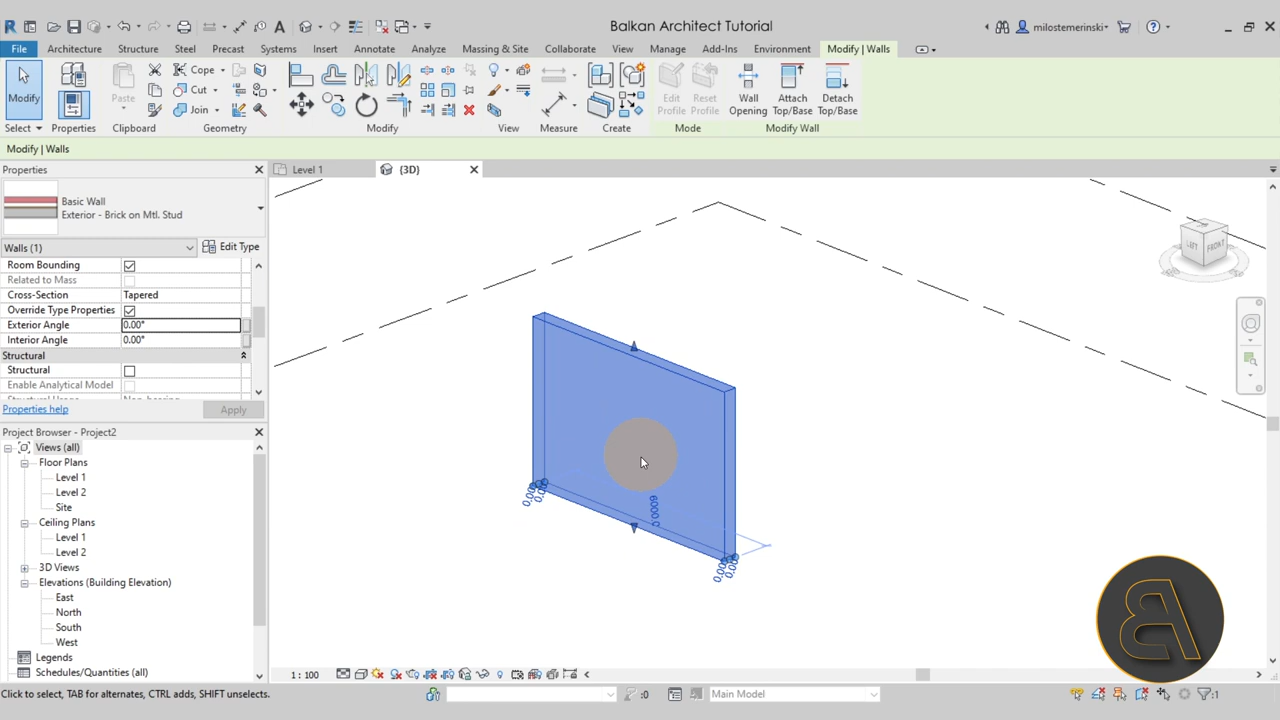 Balkan Architect Tutorial
milostemerinski
File
Architecture
Structure
Steel
Precast
Systems
Insert
Annotate
Analyze
Massing & Site
Collaborate
View
Manage
Add-Ins
Environment
Modify | Walls
Modify
Paste
Cope
Cut
Join
Edit Profile
Reset Profile
Wall Opening
Attach Top/Base
Detach Top/Base
Select
Properties
Clipboard
Geometry
Modify
View
Measure
Create
Mode
Modify Wall
Modify | Walls
Properties
Level 1
(3D)
Basic Wall
Exterior - Brick on Mtl. Stud
Walls (1)
Edit Type
Room Bounding
Related to Mass
Cross-Section Tapered
Override Type Properties
Exterior Angle 0.00°
Interior Angle 0.00°
Structural
Structural
Enable Analytical Model
Properties help
Apply
Project Browser - Project2
Views (all)
Floor Plans
Level 1
Level 2
Site
Ceiling Plans
Level 1
Level 2
3D Views
Elevations (Building Elevation)
East
North
South
West
Legends
Schedules/Quantities (all)
LEFT
FRONT
6000.0
1 : 100
Click to select, TAB for alternates, CTRL adds, SHIFT unselects.
:0
Main Model
:1